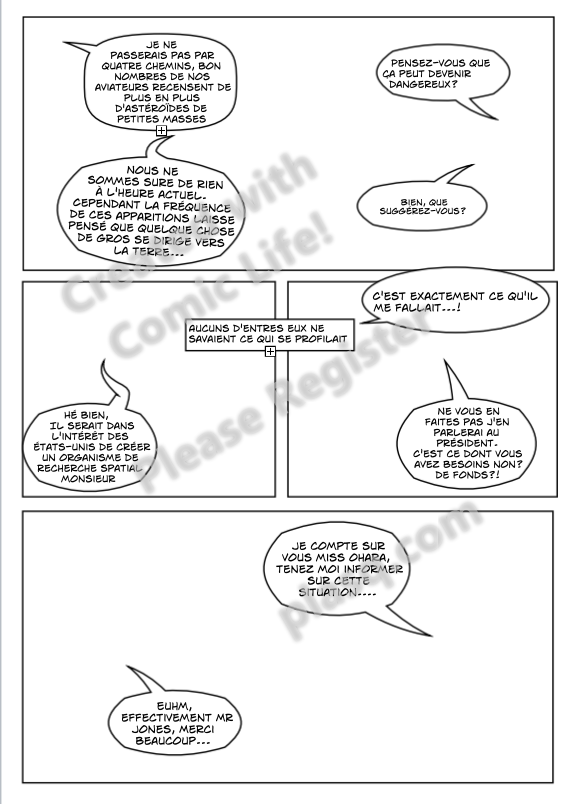 JE NE
PASSERAIS PAS PAR
QUATRE CHEMINS, BON
NOMBRES DE NOS
AVIATEURS RECENSENT DE
PLUS EN PLUS
D'ASTÉROÏDES DE
PETITES MASSES
PENSEZ-VOUS QUE
ÇA PEUT DEVENIR
DANGEREUX?
NOUS NE
SOMMES SURE DE RIEN
À L'HEURE ACTUEL.
CEPENDANT LA FRÉQUENCE
DE CES APPARITIONS LAISSE
PENSÉ QUE QUELQUE CHOSE
DE GROS SE DIRIGE VERS
LA TERRE...
BIEN, QUE
SUGGÉREZ-VOUS?
C'EST EXACTEMENT CE QU'IL
ME FALLAIT...!
AUCUNS D'ENTRES EUX NE
SAVAIENT CE QUI SE PROFILAIT
HÉ BIEN,
IL SERAIT DANS
L'INTÉRÊT DES
ÉTATS-UNIS DE CRÉER
UN ORGANISME DE
RECHERCHE SPATIAL
MONSIEUR
NE VOUS EN
FAITES PAS J'EN
PARLERAI AU
PRÉSIDENT.
C'EST CE DONT VOUS
AVEZ BESOINS NON?
DE FONDS?!
JE COMPTE SUR
VOUS MISS OHARA,
TENEZ MOI INFORMER
SUR CETTE
SITUATION....
EUHM,
EFFECTIVEMENT MR
JONES, MERCI
BEAUCOUP...
Created with
Comic Life!
Please Register
plasq.com